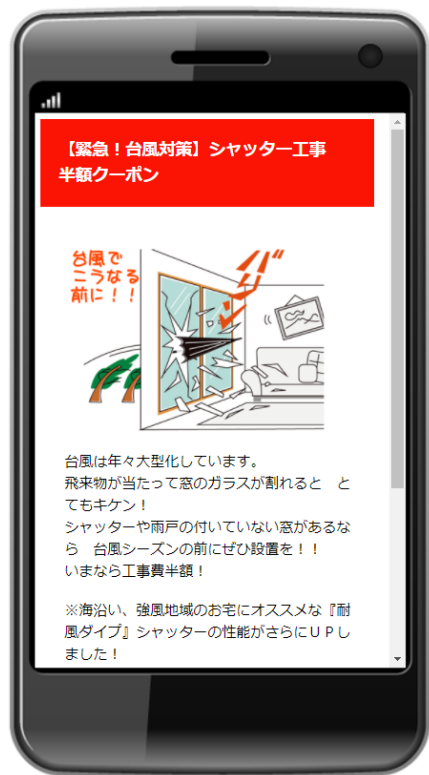 【緊急！台風対策】シャッター工事
半額クーポン
台風で
こうなる
前に！！
台風は年々大型化しています。
飛来物が当たって窓のガラスが割れると　と
てもキケン！
シャッターや雨戸の付いていない窓があるな
ら　台風シーズンの前にぜひ設置を！！
いまなら工事費半額！
※海沿い、強風地域のお宅にオススメな『耐
風ダイプ』シャッターの性能がさらにＵＰし
ました！